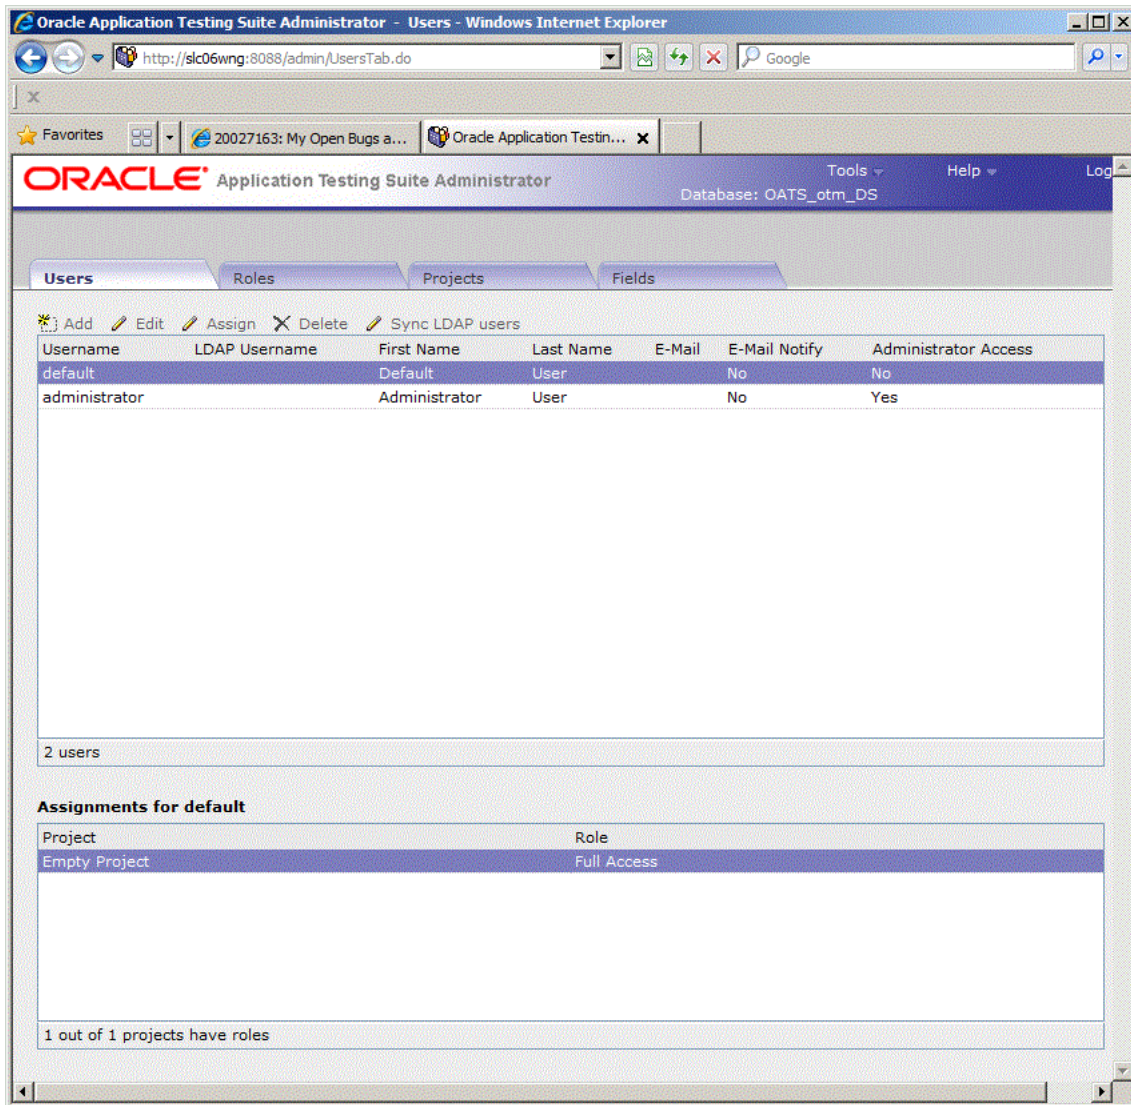 Oracle Application Testing Suite Administrator - Users - Windows Internet Explorer
http://slc06wng:8088/admin/UsersTab.do Google
x
Favorites 20027163: My Open Bugs a... Oracle Application Testin... X
ORACLE Application Testing Suite Administrator Tools Help Log
Database: OATS_otm_DS
Users Roles Projects Fields
Add Edit Assign Delete Sync LDAP users
Username LDAP Username First Name Last Name E-Mail E-Mail Notify Administrator Access
default Default User No No
administrator Administrator User No Yes
2 users
Assignments for default
Project Role
Empty Project Full Access
1 out of 1 projects have roles